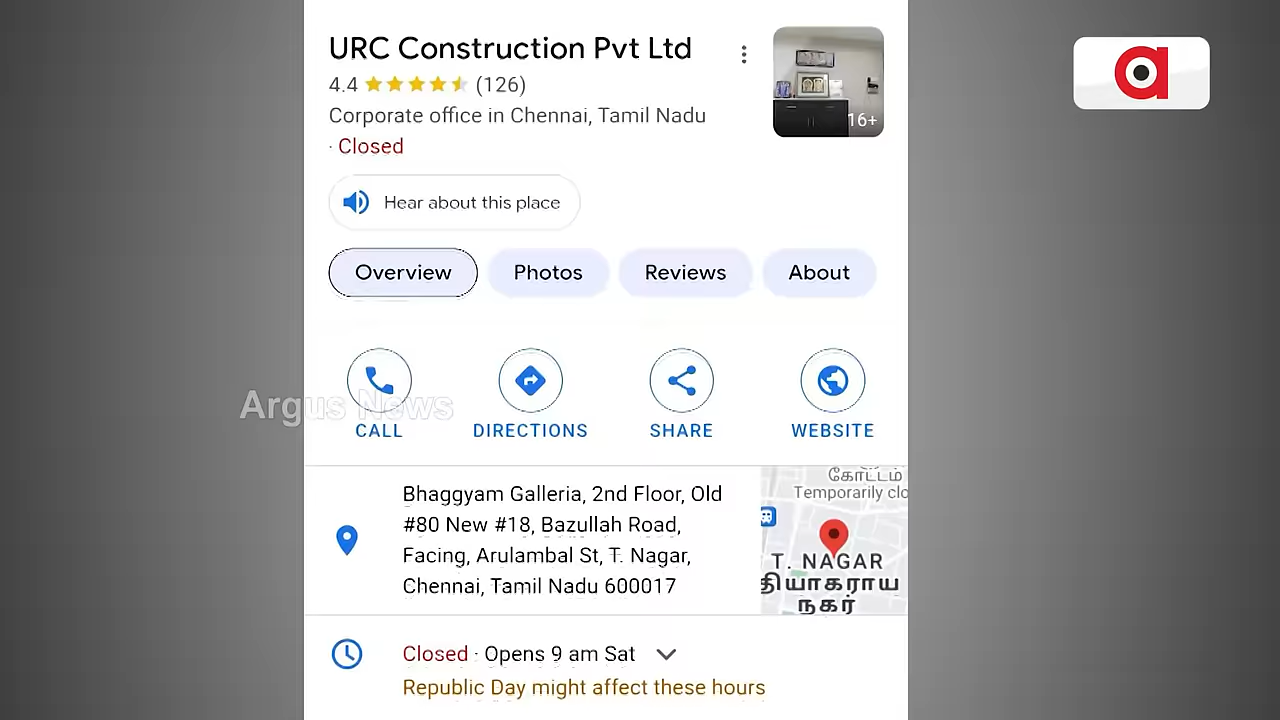 URC Construction Pvt Ltd
4.4 (126)
Corporate office in Chennai, Tamil Nadu
· Closed
16+
a
Hear about this place
Overview Photos Reviews About
Argus News
CALL DIRECTIONS SHARE WEBSITE
Bhaggyam Galleria, 2nd Floor, Old
#80 New #18, Bazullah Road,
Facing, Arulambal St, T. Nagar,
Chennai, Tamil Nadu 600017
கோட்டம்
Temporarily clo
T. NAGAR
தியாகராய
நகர்
Closed · Opens 9 am Sat
Republic Day might affect these hours